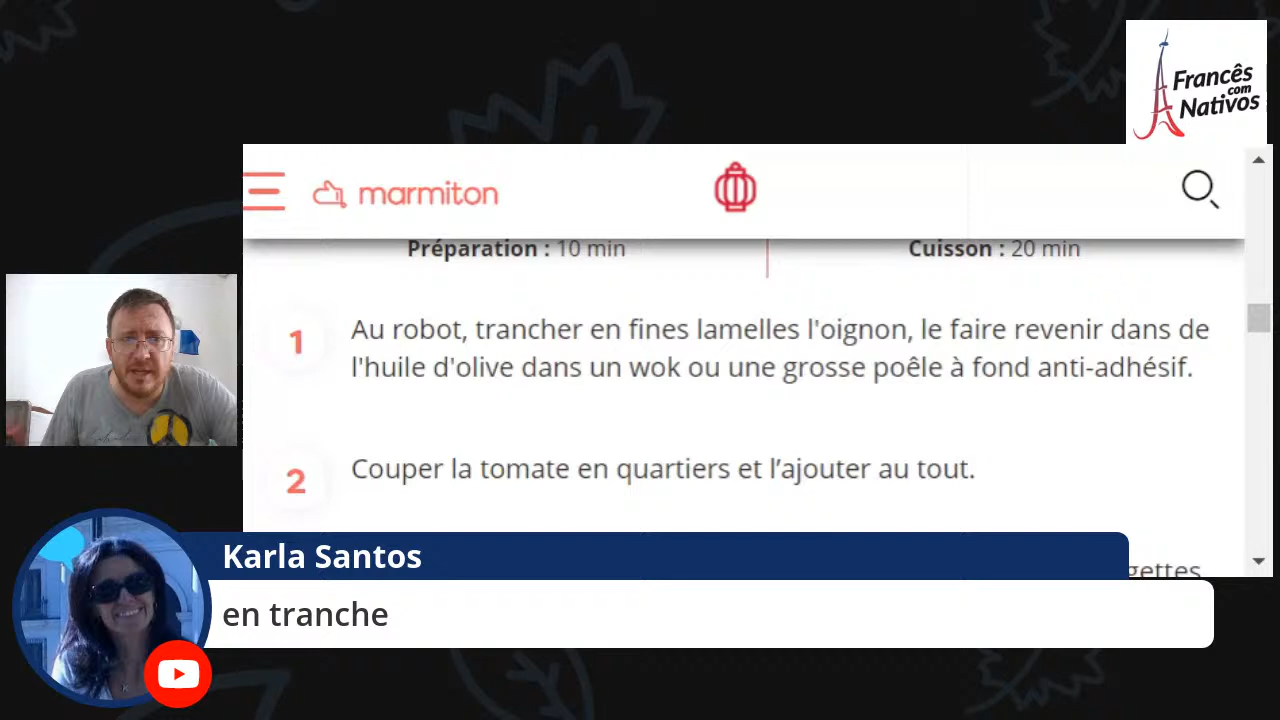 Francês
com
Nativos
marmiton
Préparation : 10 min
Cuisson : 20 min
1
Au robot, trancher en fines lamelles l'oignon, le faire revenir dans de
l'huile d'olive dans un wok ou une grosse poêle à fond anti-adhésif.
2
Couper la tomate en quartiers et l’ajouter au tout.
Karla Santos
en tranche